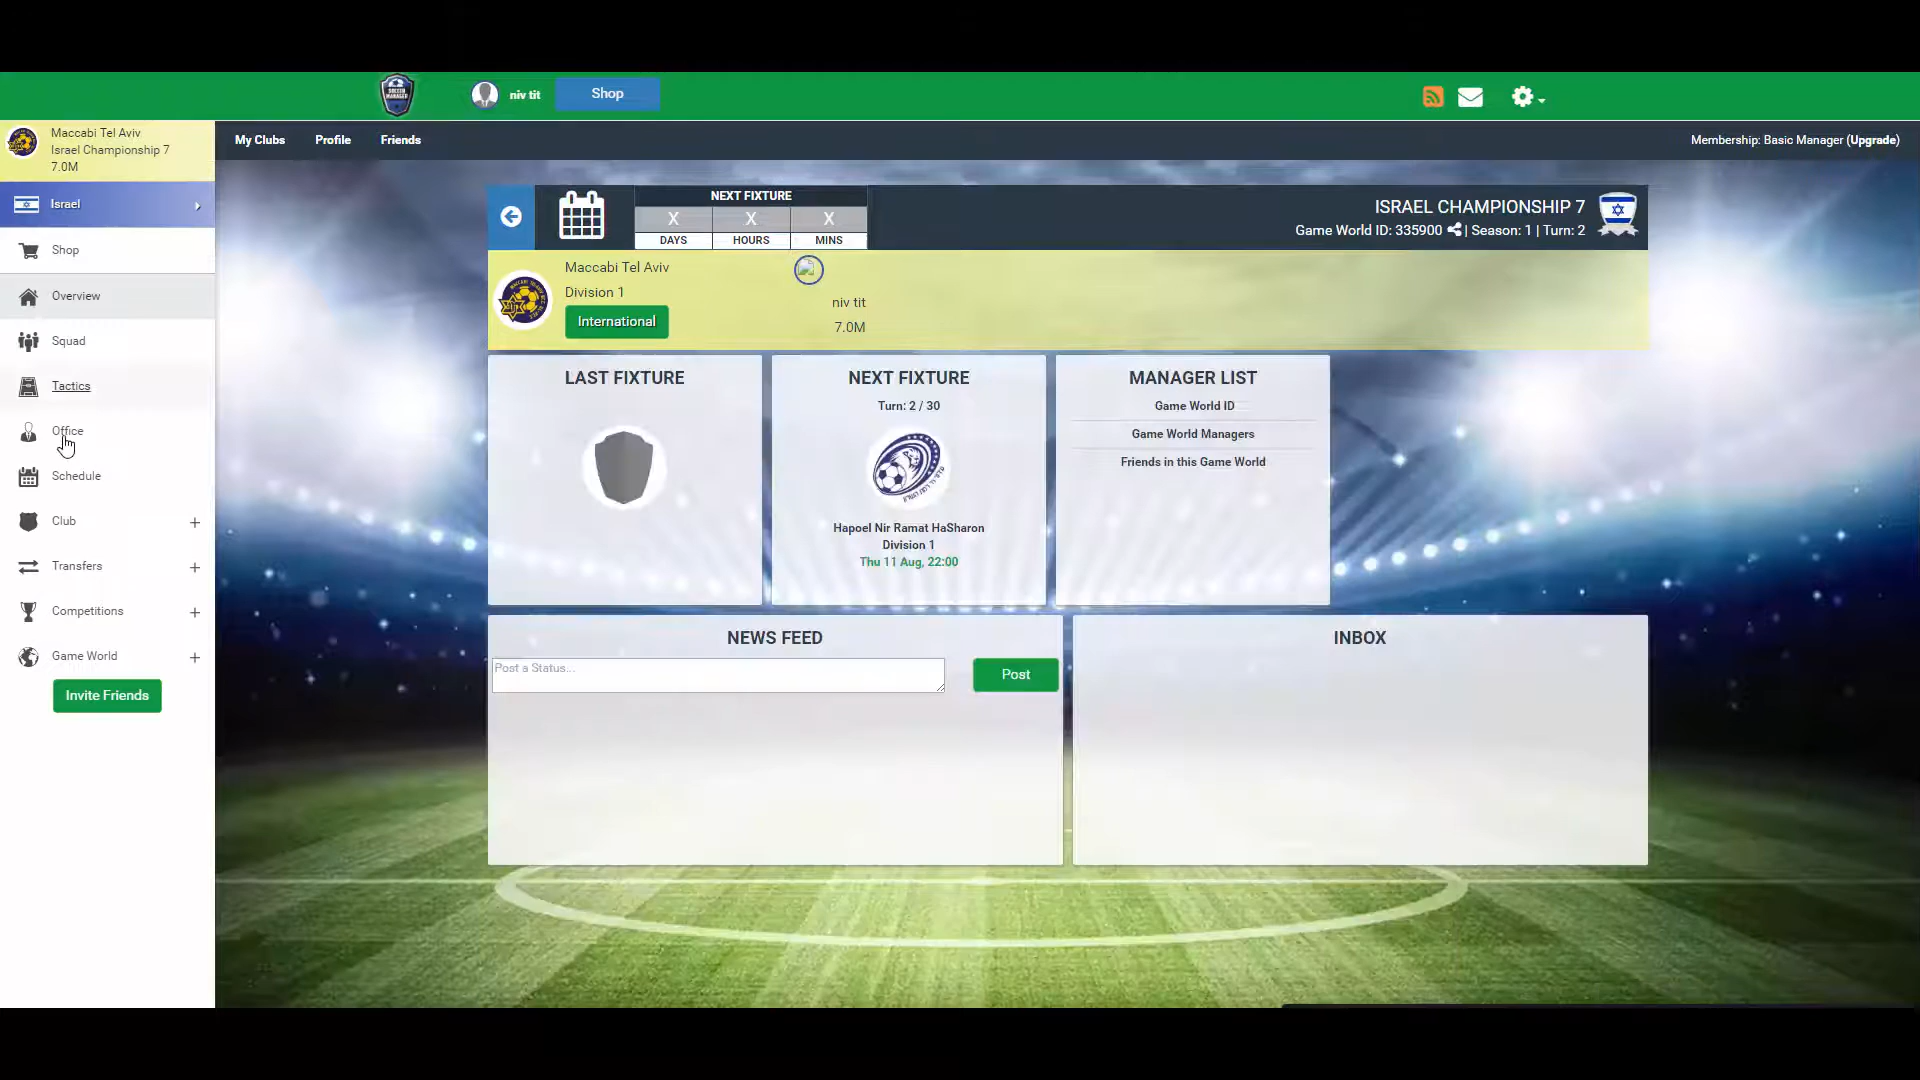 niv tit
Shop
Maccabi Tel Aviv
Israel Championship 7
7.0M
My Clubs
Profile
Friends
Membership: Basic Manager (Upgrade)
Israel
Shop
Overview
Squad
Tactics
Office
Schedule
Club +
Transfers +
Competitions +
Game World +
Invite Friends
NEXT FIXTURE
X X X
DAYS HOURS MINS
ISRAEL CHAMPIONSHIP 7
Game World ID: 335900 | Season: 1 | Turn: 2
Maccabi Tel Aviv
Division 1
International
niv tit
7.0M
LAST FIXTURE
NEXT FIXTURE
Turn: 2 / 30
Hapoel Nir Ramat HaSharon
Division 1
Thu 11 Aug, 22:00
MANAGER LIST
Game World ID
Game World Managers
Friends in this Game World
NEWS FEED
Post a Status...
Post
INBOX